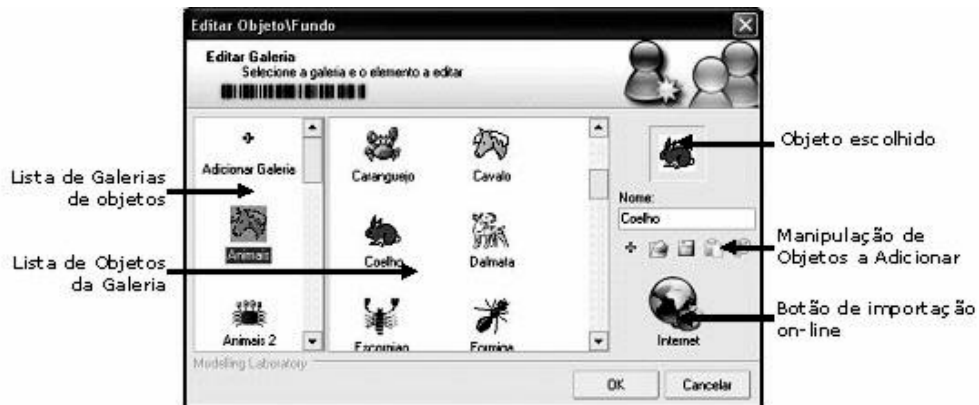 Editar Objeto\Fundo
Editar Galeria
Selecione a galeria e o elemento a editar
Lista de Galerias
de objetos
Lista de Objetos
da Galeria
Adicionar Galeria
Animais
Animais 2
Caranguejo
Cavalo
Coelho
Dalmata
Escorpiao
Formiga
Nome:
Coelho
Internet
Objeto escolhido
Manipulação de
Objetos a Adicionar
Botão de importação
on-line
Modelling Laboratory
OK
Cancelar